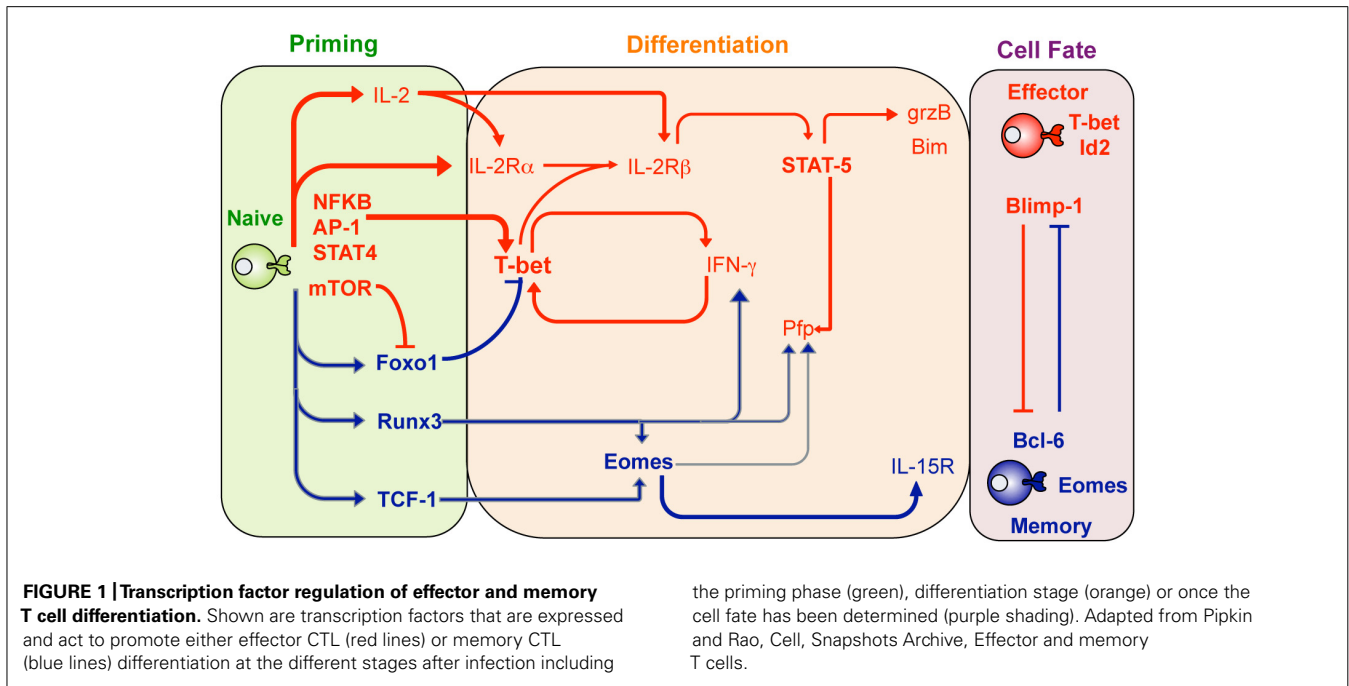 Priming
Differentiation
Cell Fate
IL-2
IL-2Rα
IL-2Rβ
STAT-5
grzB
Bim
Effector
T-bet
Id2
Naive
NFKB
AP-1
STAT4
mTOR
T-bet
IFN-γ
Pfp
Blimp-1
Foxo1
Runx3
TCF-1
Eomes
IL-15R
Bcl-6
Eomes
Memory
FIGURE 1 | Transcription factor regulation of effector and memory
T cell differentiation. Shown are transcription factors that are expressed
and act to promote either effector CTL (red lines) or memory CTL
(blue lines) differentiation at the different stages after infection including
the priming phase (green), differentiation stage (orange) or once the
cell fate has been determined (purple shading). Adapted from Pipkin
and Rao, Cell, Snapshots Archive, Effector and memory
T cells.